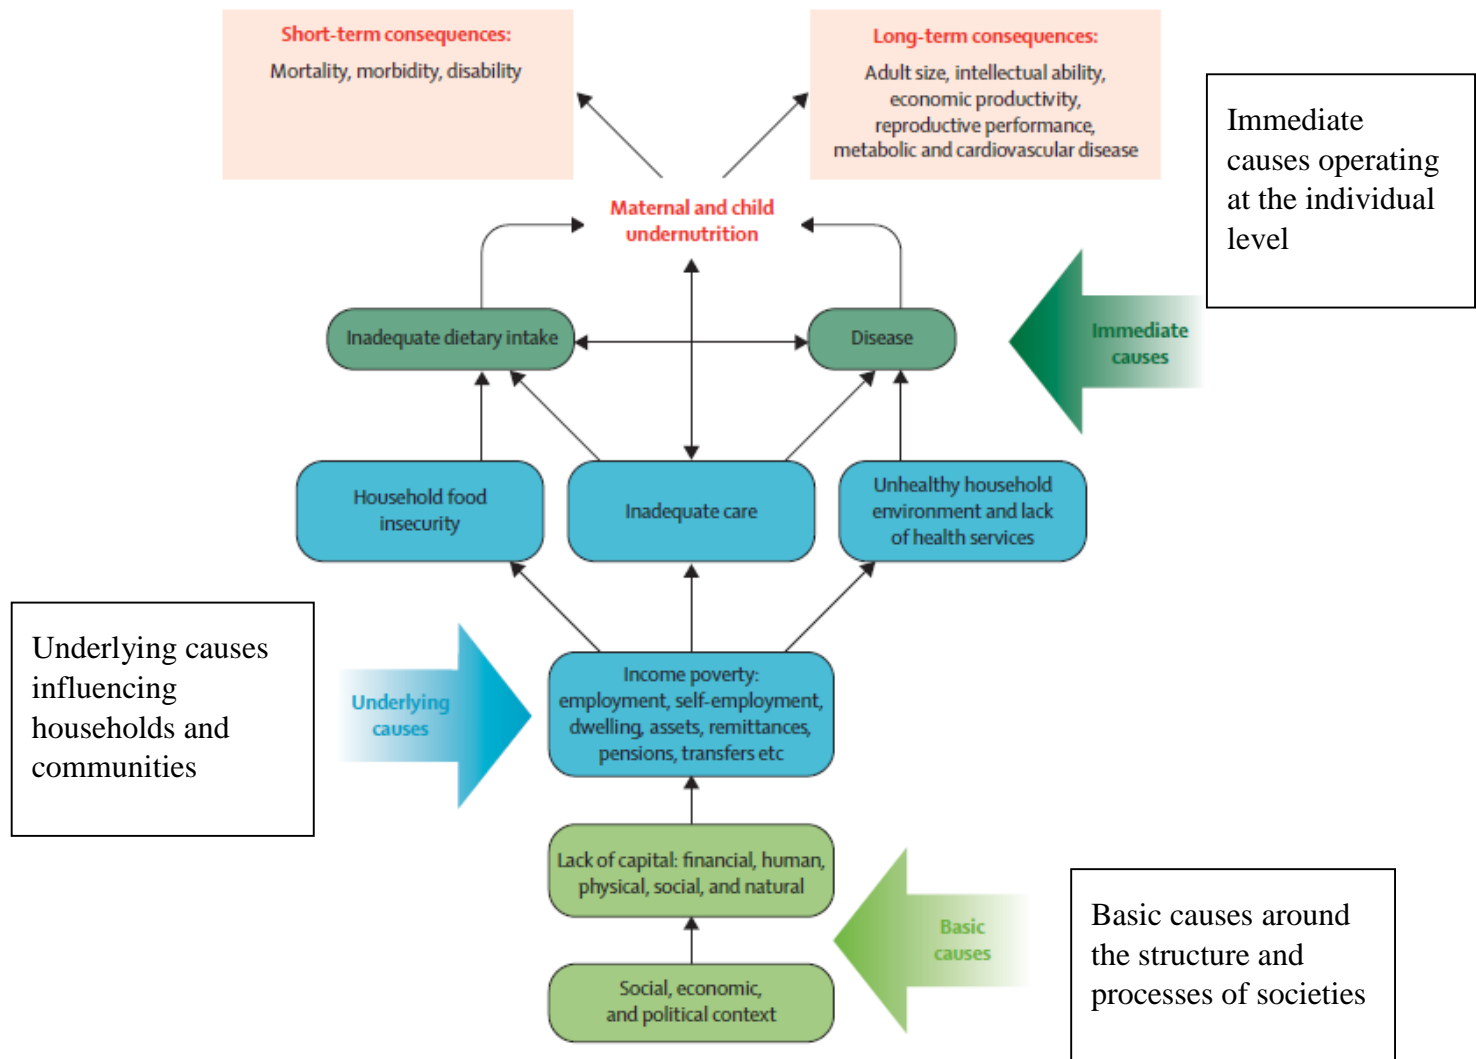 Short-term consequences:
Mortality, morbidity, disability
Long-term consequences:
Adult size, intellectual ability,
economic productivity,
reproductive performance,
metabolic and cardiovascular disease
Immediate
causes operating
at the individual
level
Maternal and child
undernutrition
Inadequate dietary intake
Disease
Immediate
causes
Household food
insecurity
Inadequate care
Unhealthy household
environment and lack
of health services
Underlying causes
influencing
households and
communities
Underlying
causes
Income poverty:
employment, self-employment,
dwelling, assets, remittances,
pensions, transfers etc
Lack of capital: financial, human,
physical, social, and natural
Basic
causes
Basic causes around
the structure and
processes of societies
Social, economic,
and political context